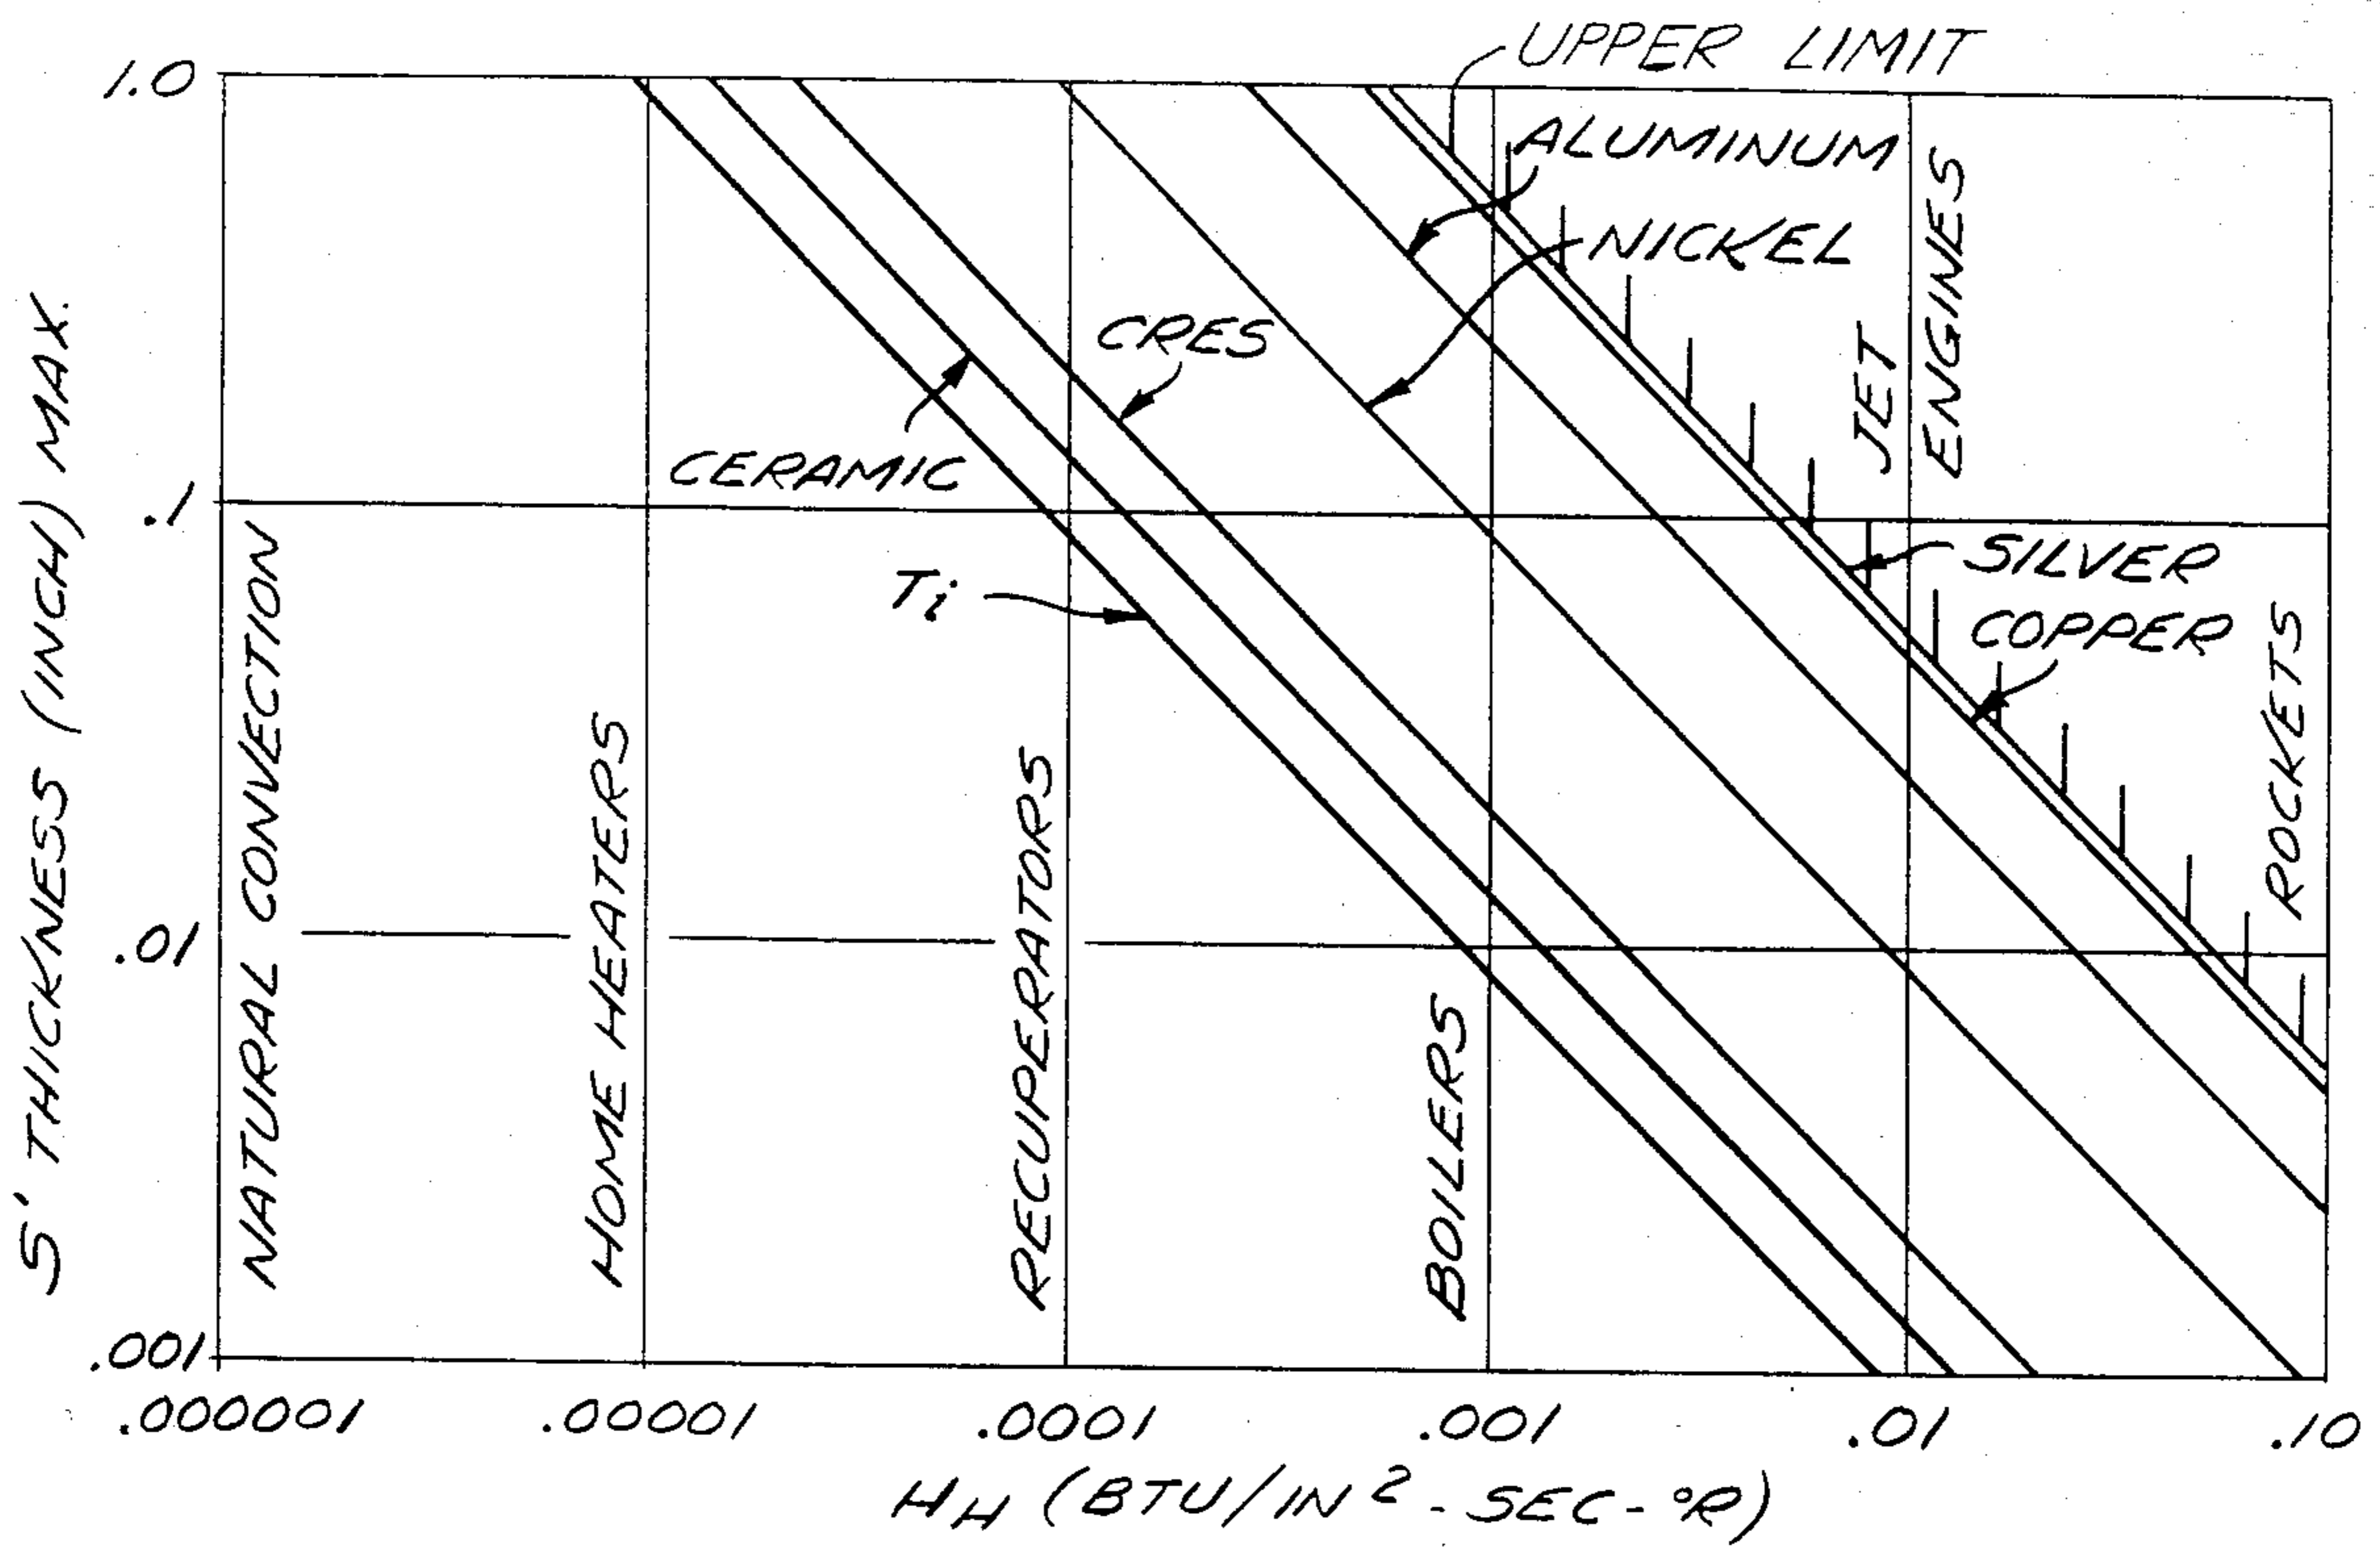 UPPER LIMIT
1.0
ALUMINUM
NICKEL
CRES
CERAMIC
JET
ENGINES
.1
Ti
SILVER
COPPER
ROCKETS
S' THICKNESS (INCH) MAX.
NATURAL CONVECTION
HOME HEATERS
RECUPERATORS
BOILERS
.01
.001
.000001 .00001 .0001 .001 .01 .10
HH (BTU/IN2-SEC-°R)